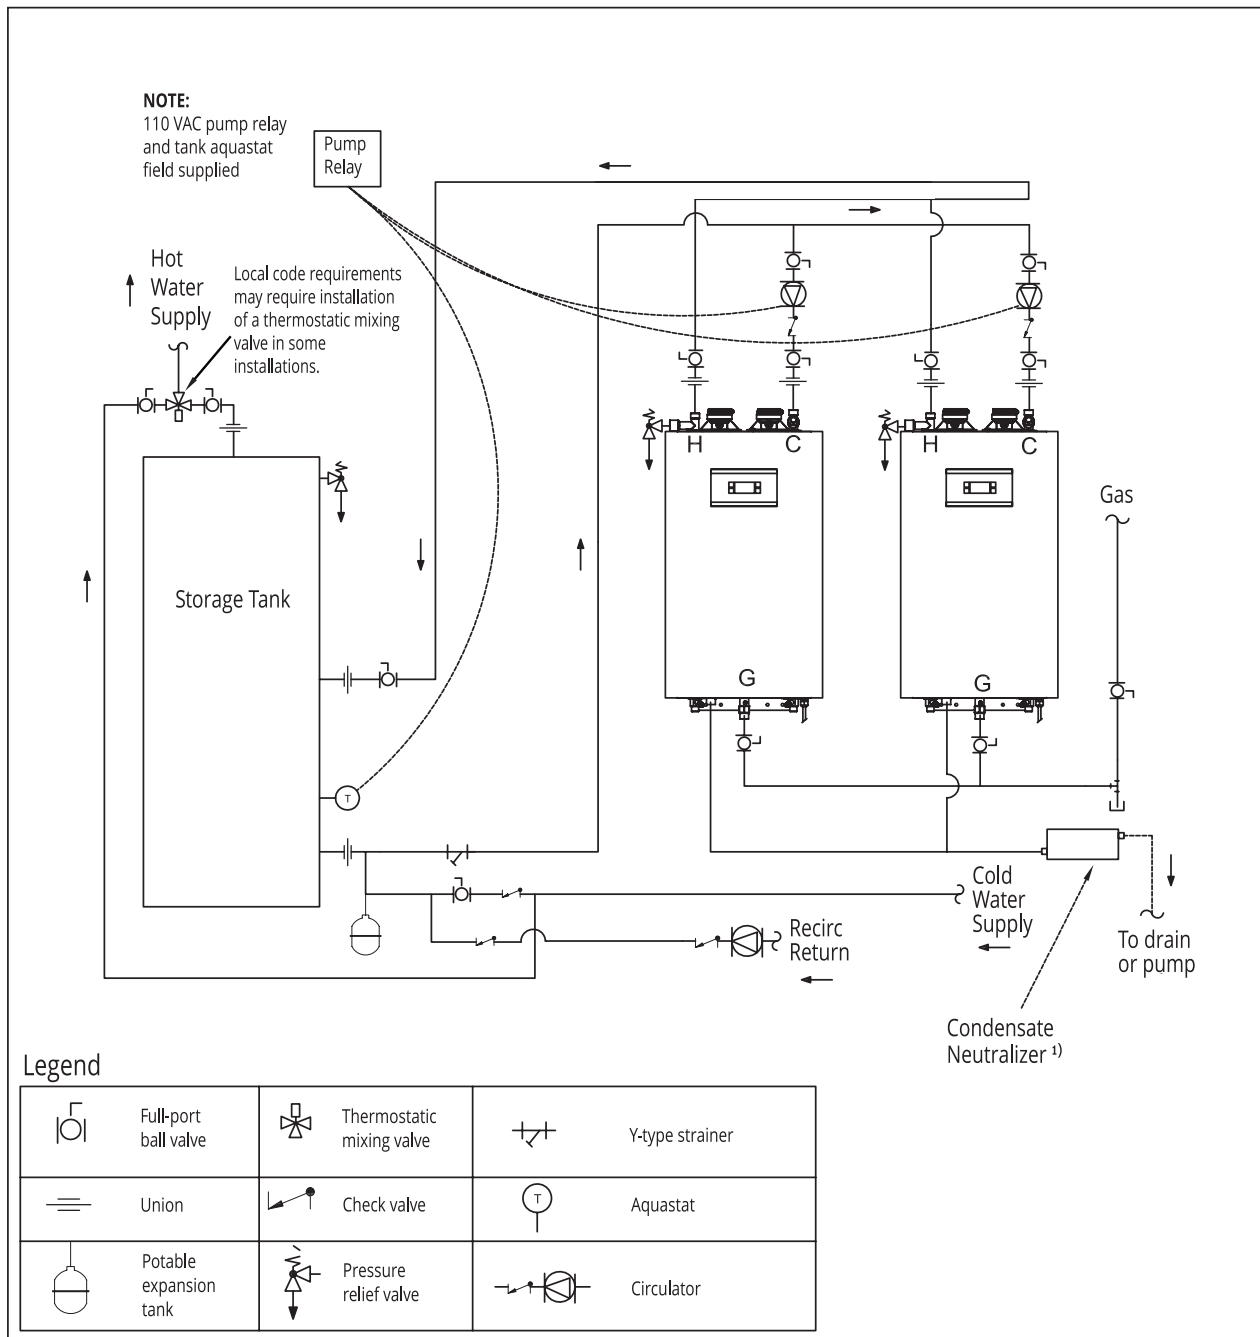 NOTE:
110 VAC pump relay
and tank aquastat
field supplied
Pump
Relay
Hot
Water
Supply
Local code requirements
may require installation
of a thermostatic mixing
valve in some
installations.
H
C
H
C
Gas
Storage Tank
G
G
T
Cold
Water
Supply
Recirc
Return
To drain
or pump
Condensate
Neutralizer 1)
Legend
Full-port
ball valve
Thermostatic
mixing valve
Y-type strainer
Union
Check valve
T
Aquastat
Potable
expansion
tank
Pressure
relief valve
Circulator